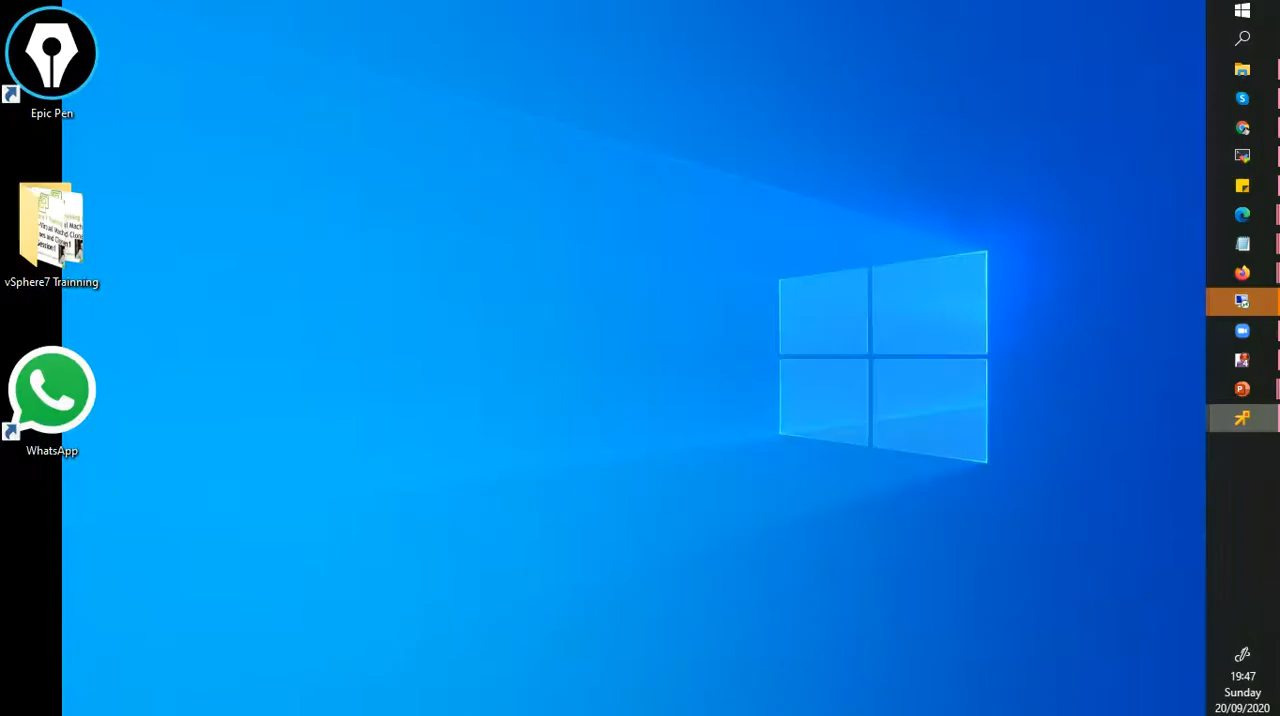 Epic Pen
vSphere7 Trainning
WhatsApp
19:47
Sunday
20/09/2020